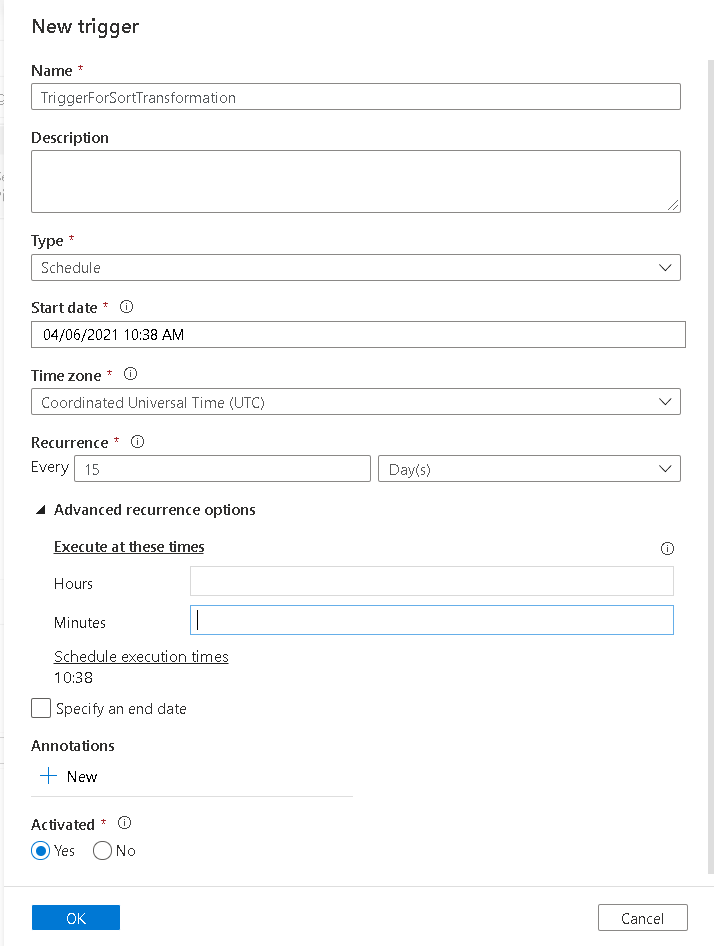 New trigger
Name *
TriggerForSortTransformation
Description
Type *
Schedule
Start date *
04/06/2021 10:38 AM
Time zone *
Coordinated Universal Time (UTC)
Recurrence *
Every 15 Day(s)
Advanced recurrence options
Execute at these times
Hours
Minutes
Schedule execution times
10:38
Specify an end date
Annotations
New
Activated *
Yes No
OK Cancel